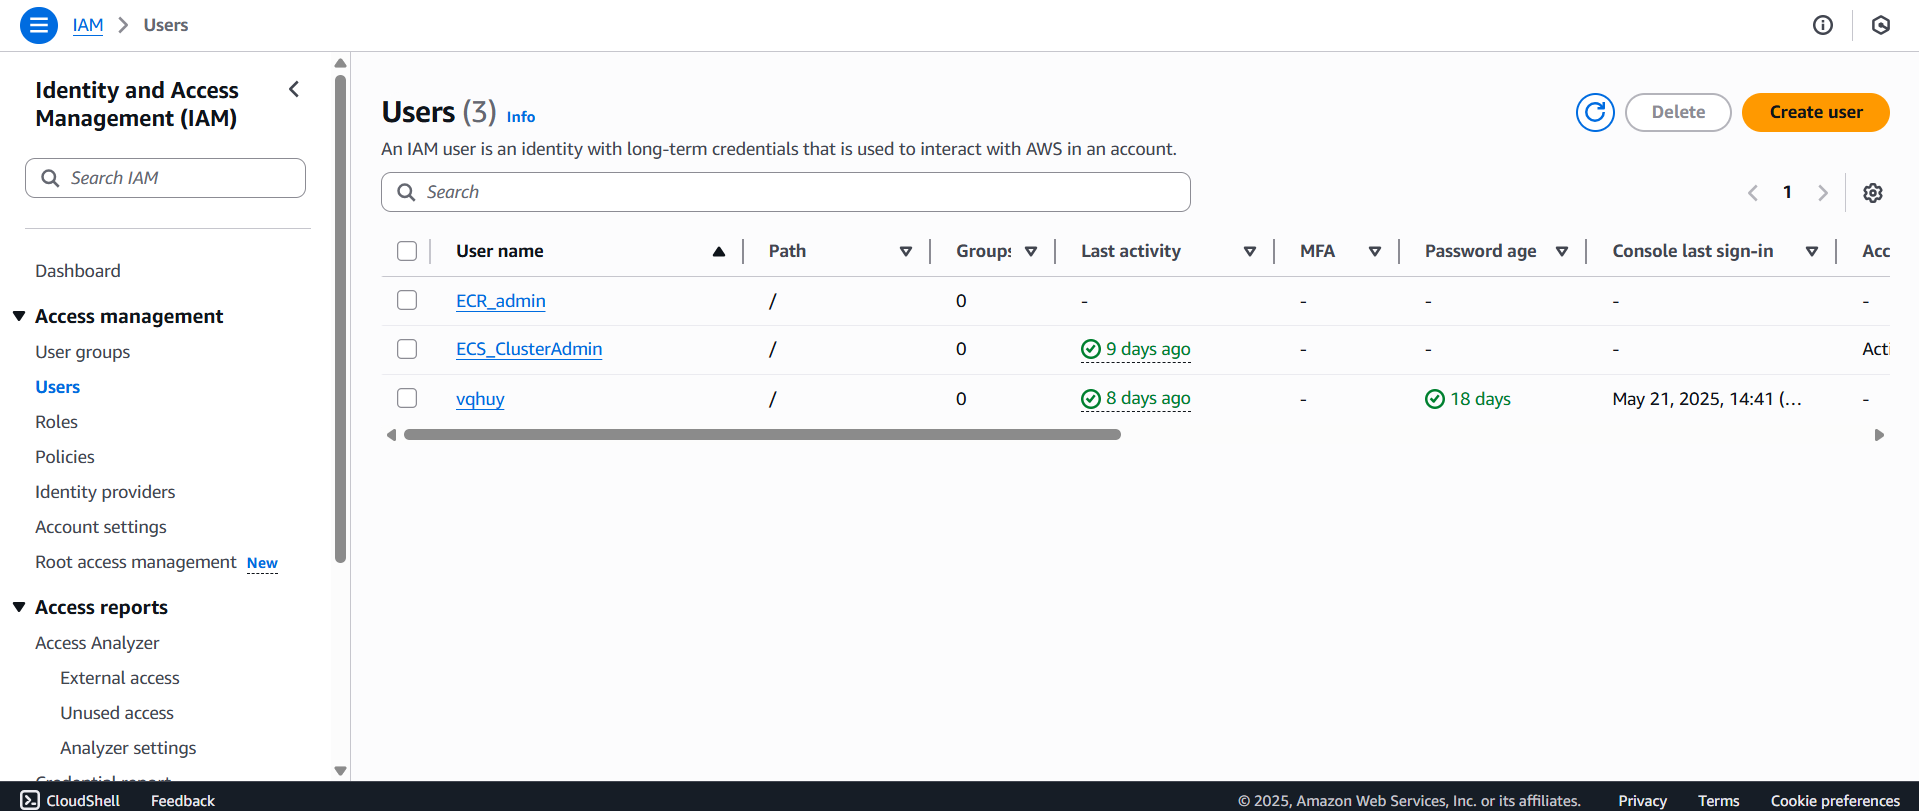 IAM > Users
Identity and Access
Management (IAM)
Search IAM
Dashboard
Access management
User groups
Users
Roles
Policies
Identity providers
Account settings
Root access management New
Access reports
Access Analyzer
External access
Unused access
Analyzer settings
Credential report
Users (3) Info
Delete
Create user
An IAM user is an identity with long-term credentials that is used to interact with AWS in an account.
Search
1
User name Path Groups Last activity MFA Password age Console last sign-in Acc
ECR_admin / 0 - - - - -
ECS_ClusterAdmin / 0 9 days ago - - - Acti
vqhuy / 0 8 days ago - 18 days May 21, 2025, 14:41 (… -
CloudShell Feedback © 2025, Amazon Web Services, Inc. or its affiliates. Privacy Terms Cookie preferences